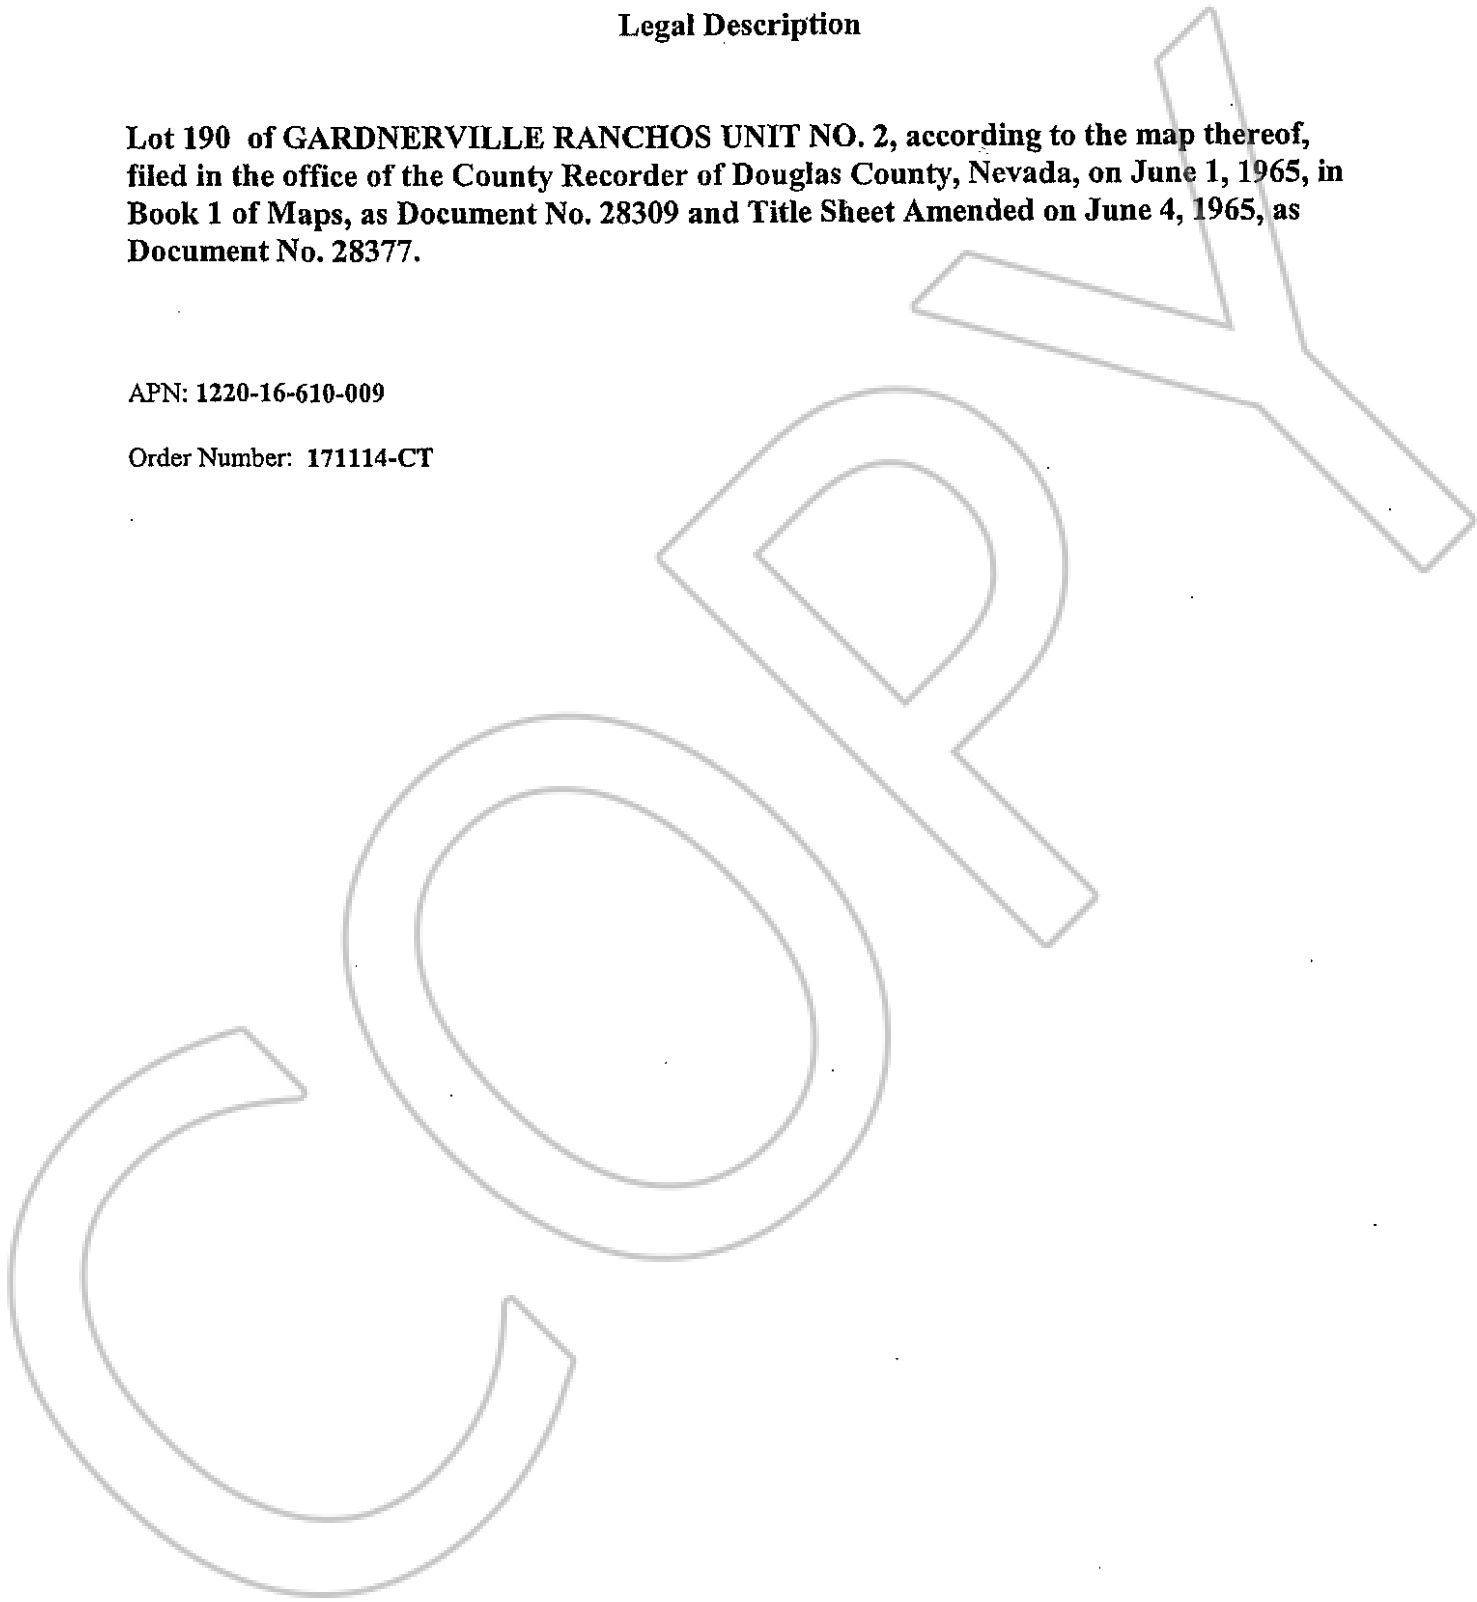 Legal Description
Lot 190 of GARDNERVILLE RANCHOS UNIT NO. 2, according to the map thereof,
filed in the office of the County Recorder of Douglas County, Nevada, on June 1, 1965, in
Book 1 of Maps, as Document No. 28309 and Title Sheet Amended on June 4, 1965, as
Document No. 28377.
APN: 1220-16-610-009
Order Number: 171114-CT
COPY